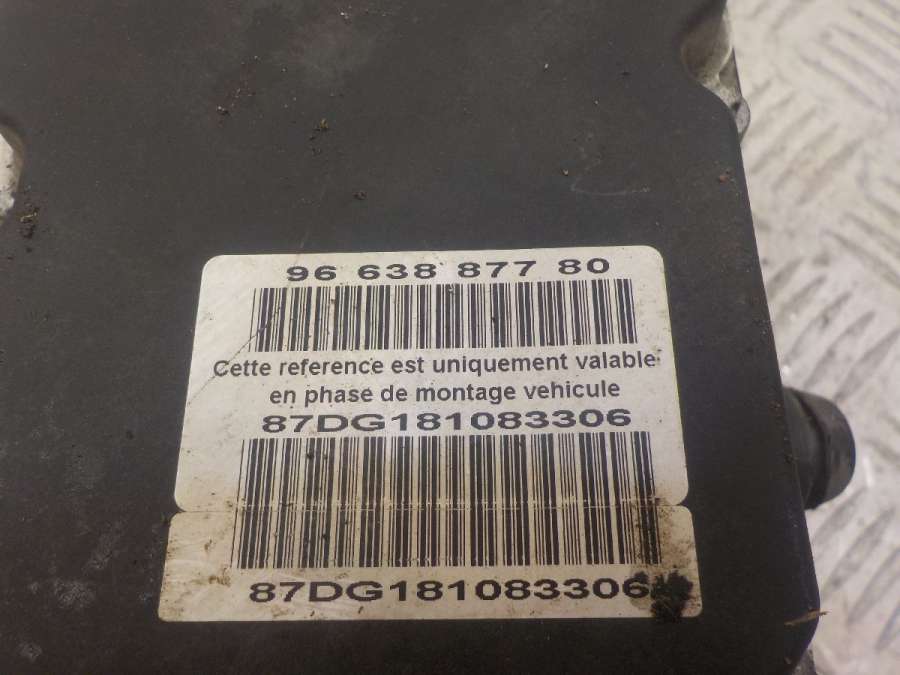 96 638 877 80
Cette reference est uniquement valable
en phase de montage vehicule
87DG181083306
87DG181083306